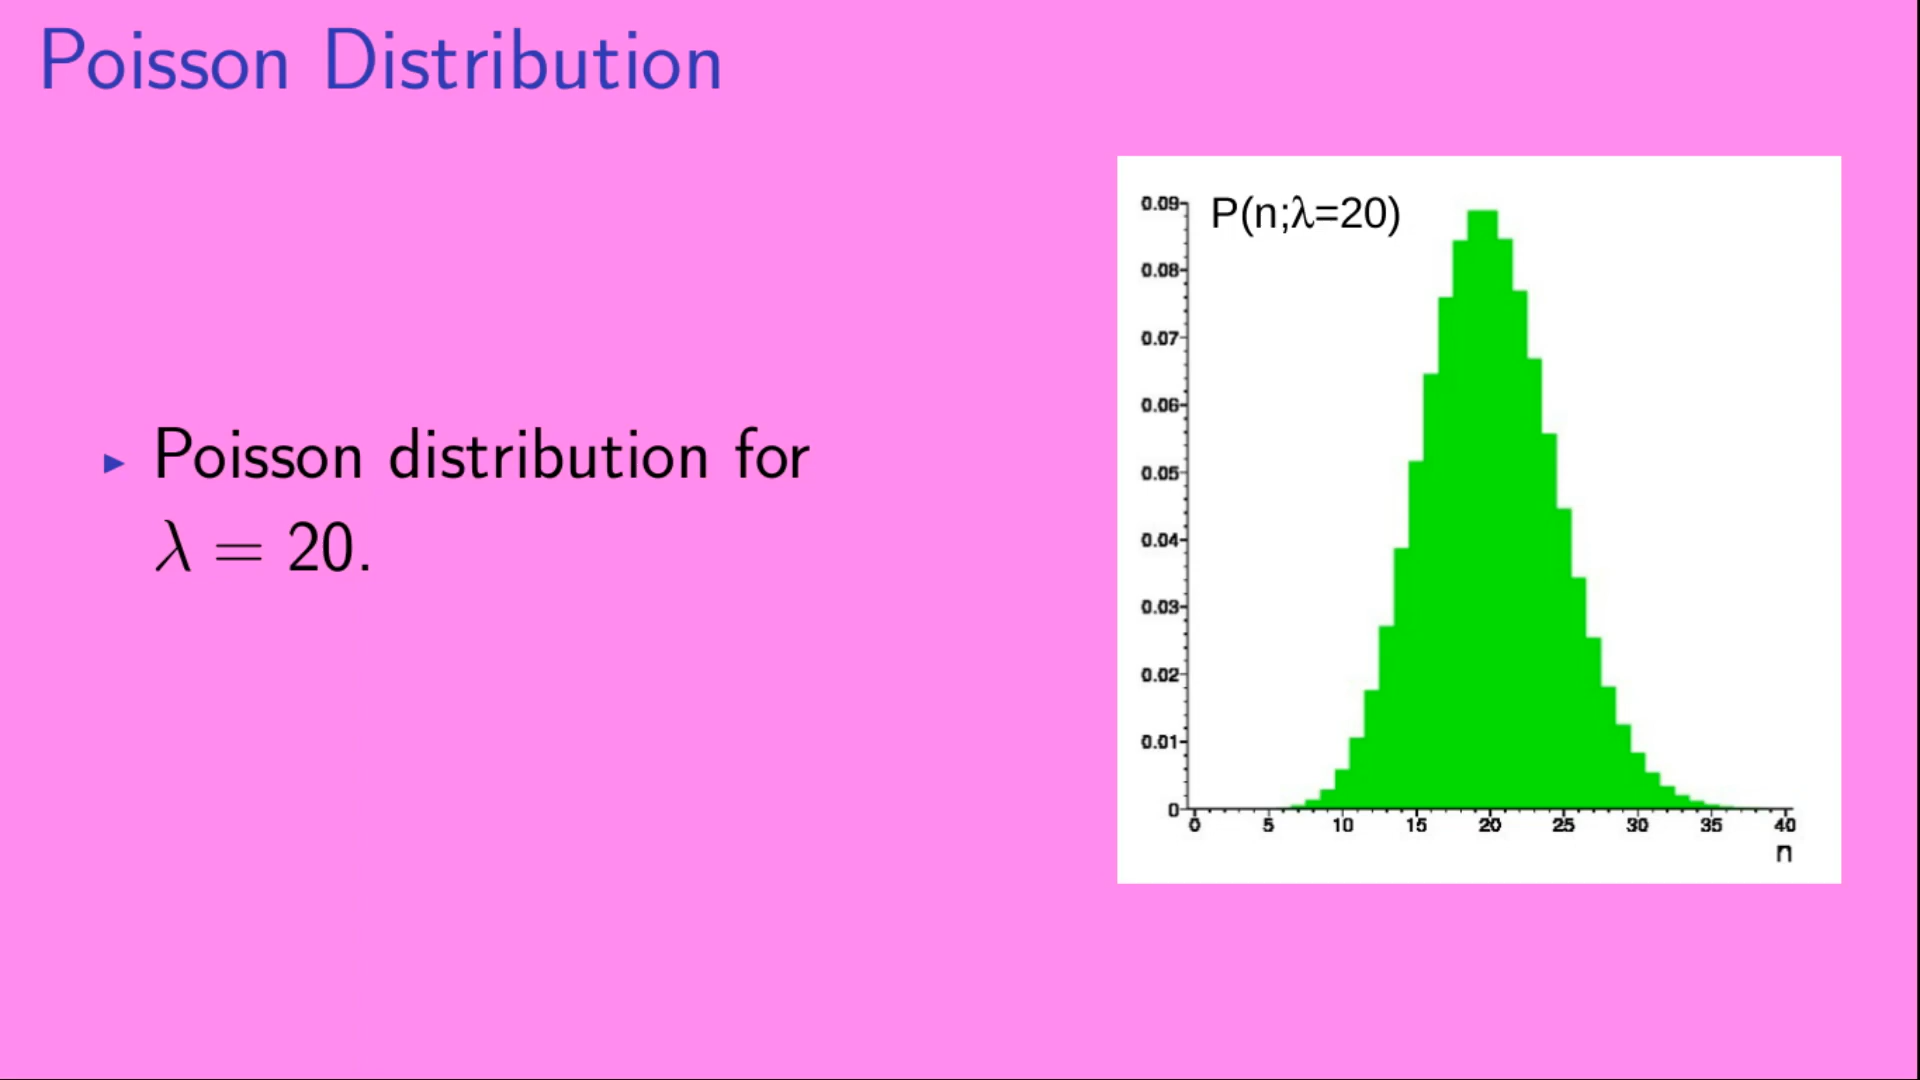 Poisson Distribution
▸ Poisson distribution for
λ = 20.
P(n;λ=20)
0.09
0.08
0.07
0.06
0.05
0.04
0.03
0.02
0.01
0
0 5 10 15 20 25 30 35 40
n